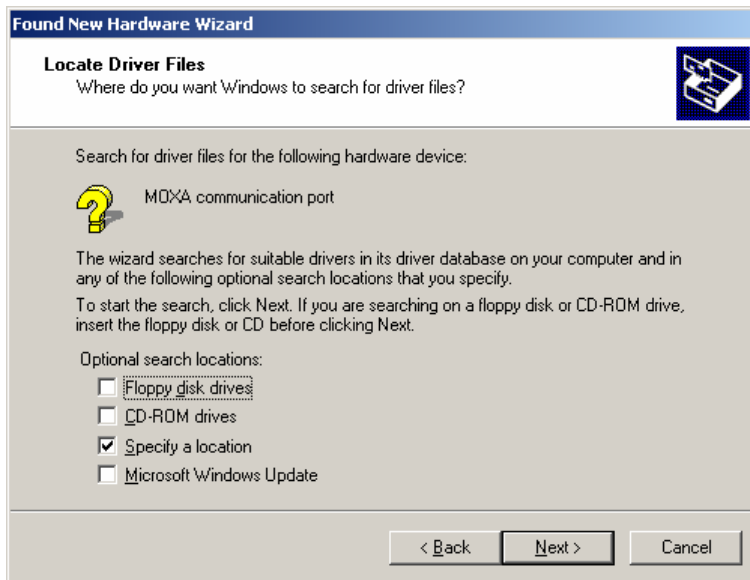 Found New Hardware Wizard
Locate Driver Files
Where do you want Windows to search for driver files?
Search for driver files for the following hardware device:
MOXA communication port
The wizard searches for suitable drivers in its driver database on your computer and in
any of the following optional search locations that you specify.
To start the search, click Next. If you are searching on a floppy disk or CD-ROM drive,
insert the floppy disk or CD before clicking Next.
Optional search locations:
Floppy disk drives
CD-ROM drives
Specify a location
Microsoft Windows Update
< Back Next > Cancel